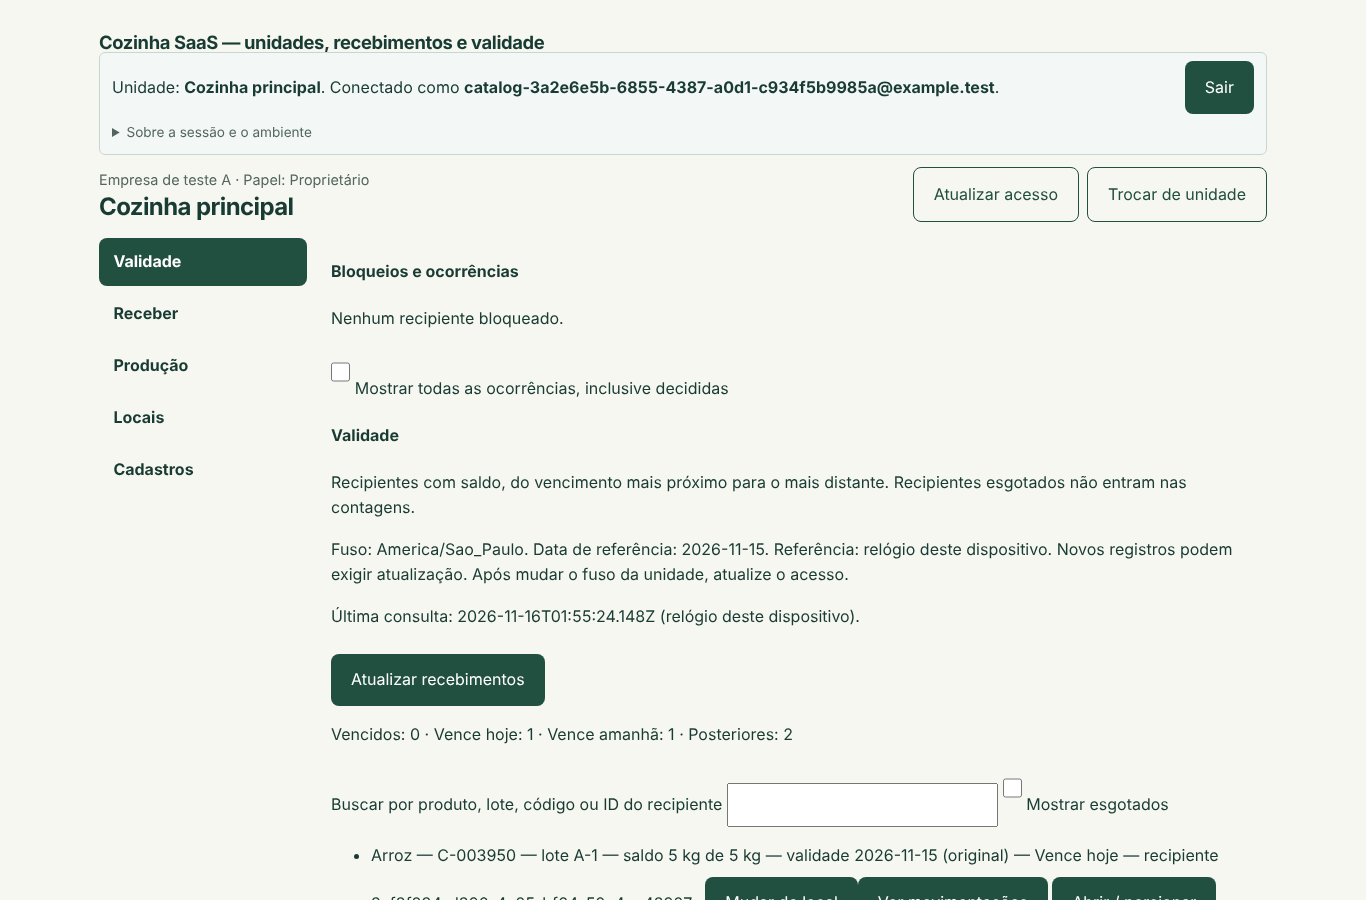 Cozinha SaaS — unidades, recebimentos e validade
Unidade: Cozinha principal. Conectado como catalog-3a2e6e5b-6855-4387-a0d1-c934f5b9985a@example.test.
Sair
Sobre a sessão e o ambiente
Empresa de teste A · Papel: Proprietário
Cozinha principal
Atualizar acesso
Trocar de unidade
Validade
Receber
Produção
Locais
Cadastros
Bloqueios e ocorrências
Nenhum recipiente bloqueado.
Mostrar todas as ocorrências, inclusive decididas
Validade
Recipientes com saldo, do vencimento mais próximo para o mais distante. Recipientes esgotados não entram nas
contagens.
Fuso: America/Sao_Paulo. Data de referência: 2026-11-15. Referência: relógio deste dispositivo. Novos registros podem
exigir atualização. Após mudar o fuso da unidade, atualize o acesso.
Última consulta: 2026-11-16T01:55:24.148Z (relógio deste dispositivo).
Atualizar recebimentos
Vencidos: 0 · Vence hoje: 1 · Vence amanhã: 1 · Posteriores: 2
Buscar por produto, lote, código ou ID do recipiente
Mostrar esgotados
Arroz — C-003950 — lote A-1 — saldo 5 kg de 5 kg — validade 2026-11-15 (original) — Vence hoje — recipiente
Mudar de local
Ver movimentações
Abrir / porcionar